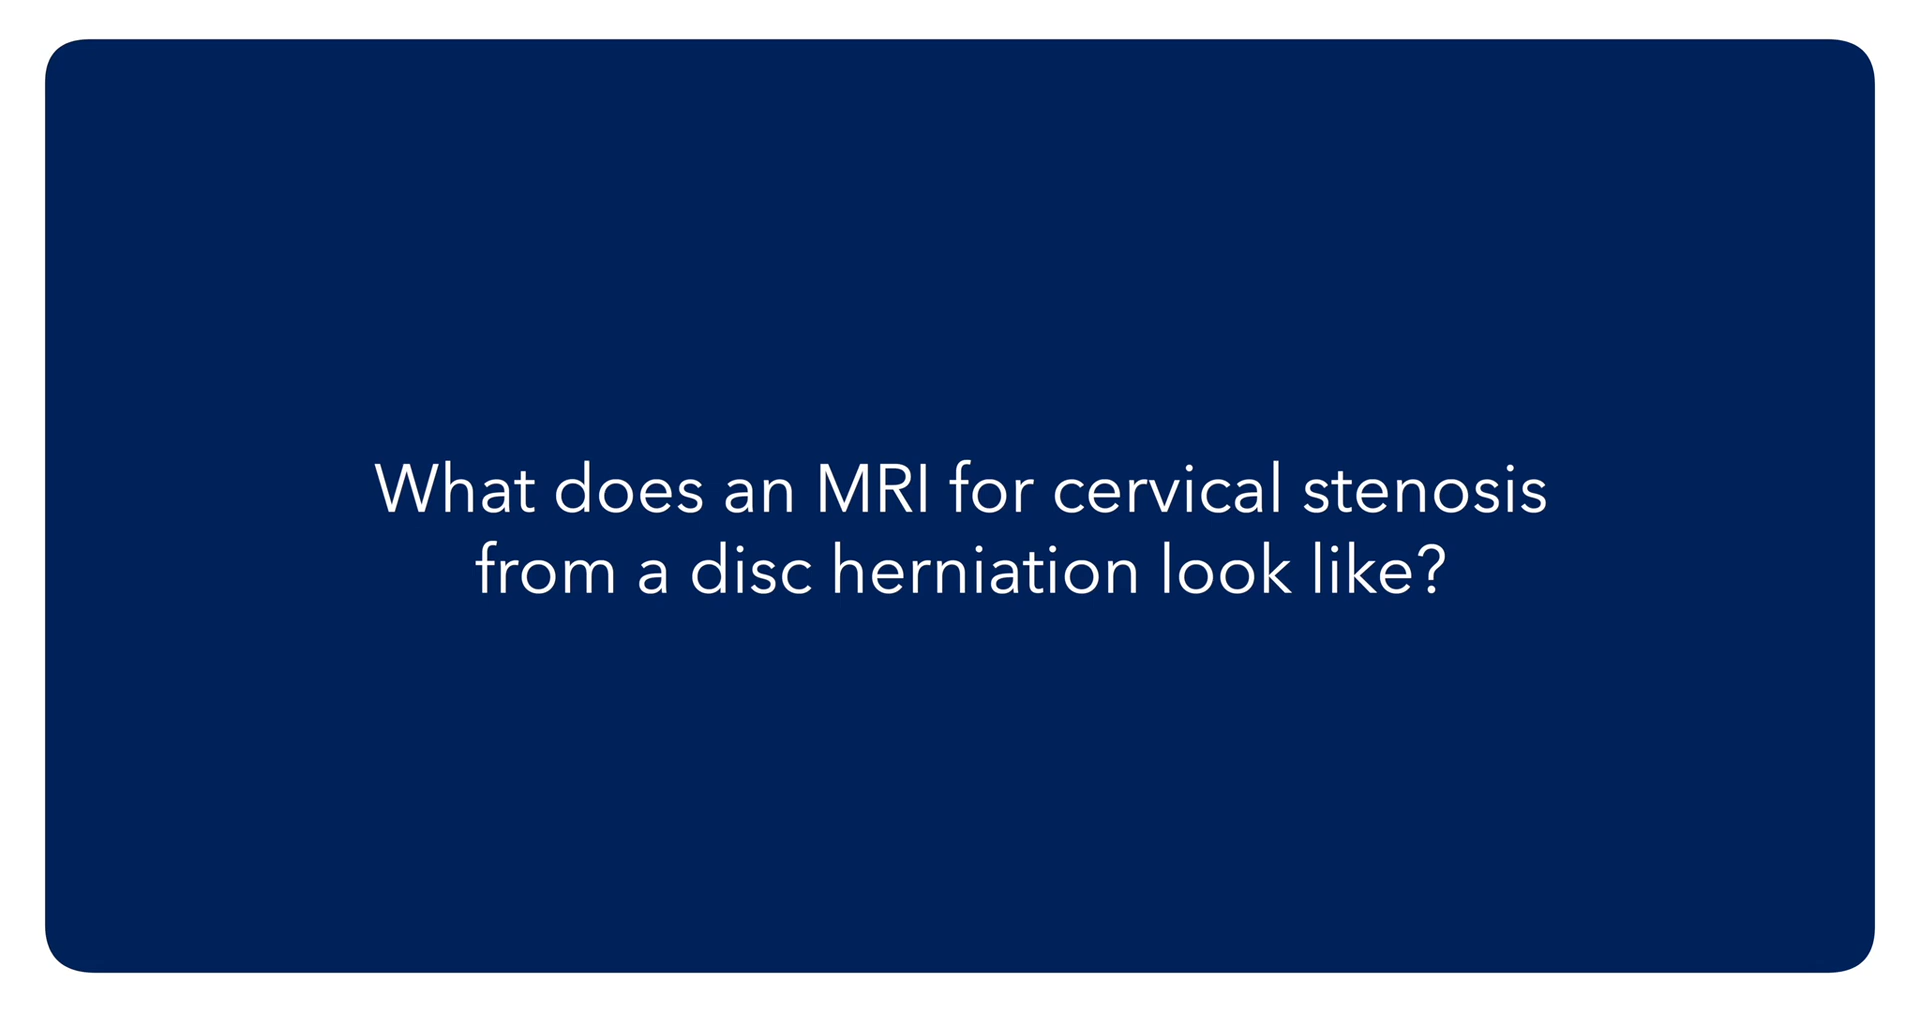 What does an MRI for cervical stenosis
from a disc herniation look like?